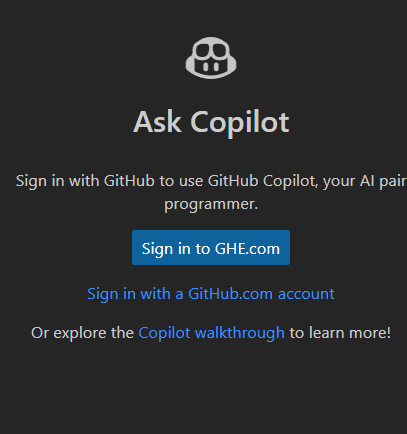 Ask Copilot
Sign in with GitHub to use GitHub Copilot, your AI pair
programmer.
Sign in to GHE.com
Sign in with a GitHub.com account
Or explore the Copilot walkthrough to learn more!